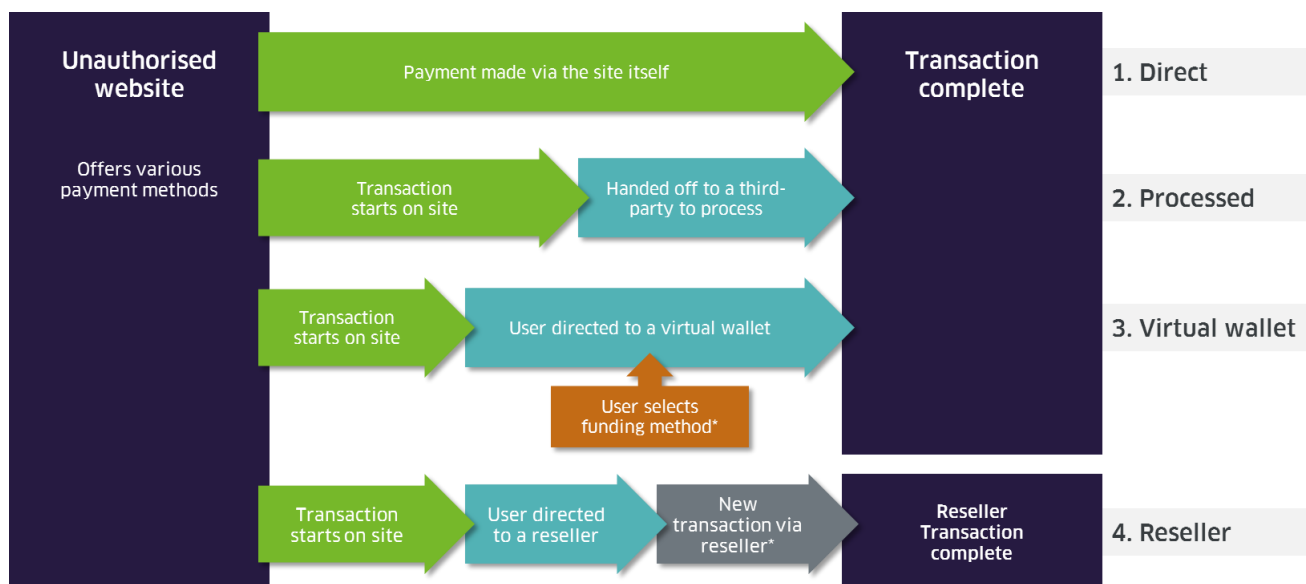 Unauthorised
website
Offers various
payment methods
Payment made via the site itself
Transaction
complete
1. Direct
Transaction
starts on site
Handed off to a third-
party to process
2. Processed
Transaction
starts on site
User directed to a virtual wallet
3. Virtual wallet
User selects
funding method*
Transaction
starts on site
User directed
to a reseller
New
transaction via
reseller*
Reseller
Transaction
complete
4. Reseller